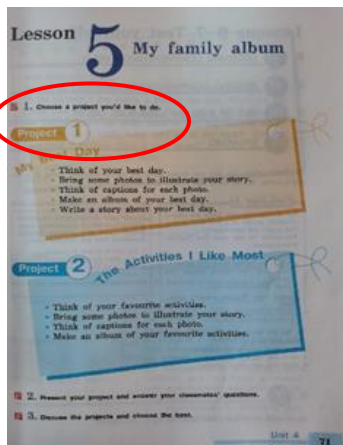 Lesson 5 My family album
1. Choose a project you'd like to do.
Project 1
My Best Day
- Think of your best day.
- Bring some photos to illustrate your story.
- Think of captions for each photo.
- Make an album of your best day.
- Write a story about your best day.
Project 2
The Activities I Like Most
- Think of your favourite activities.
- Bring some photos to illustrate your story.
- Think of captions for each photo.
- Make an album of your favourite activities.
2. Present your project and answer your classmates' questions.
3. Discuss the projects and choose the best.
Unit 4 71